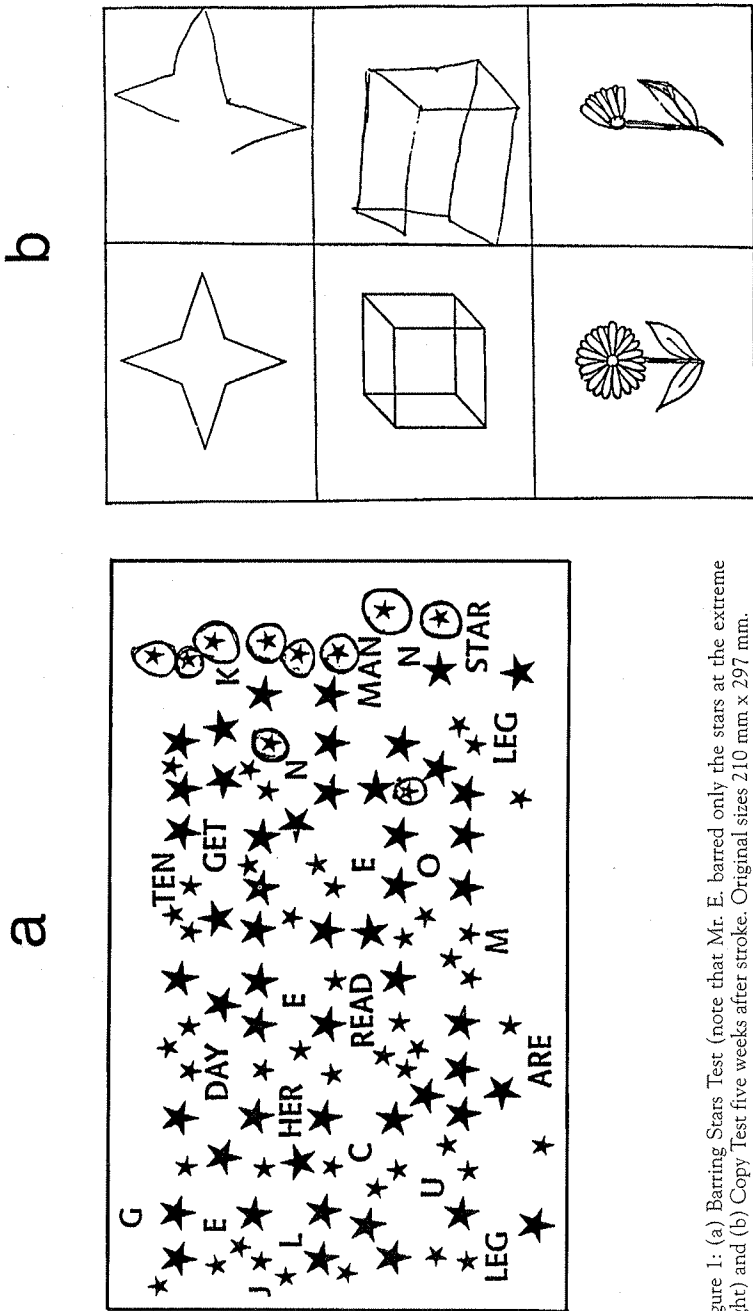 a
b
G
TEN
E DAY GET K
J
L HER E N
C READ E MAN
N
U O
STAR
LEG M LEG
ARE
gure 1: (a) Barring Stars Test (note that Mr. E. barred only the stars at the extreme
ght) and (b) Copy Test five weeks after stroke. Original sizes 210 mm x 297 mm.